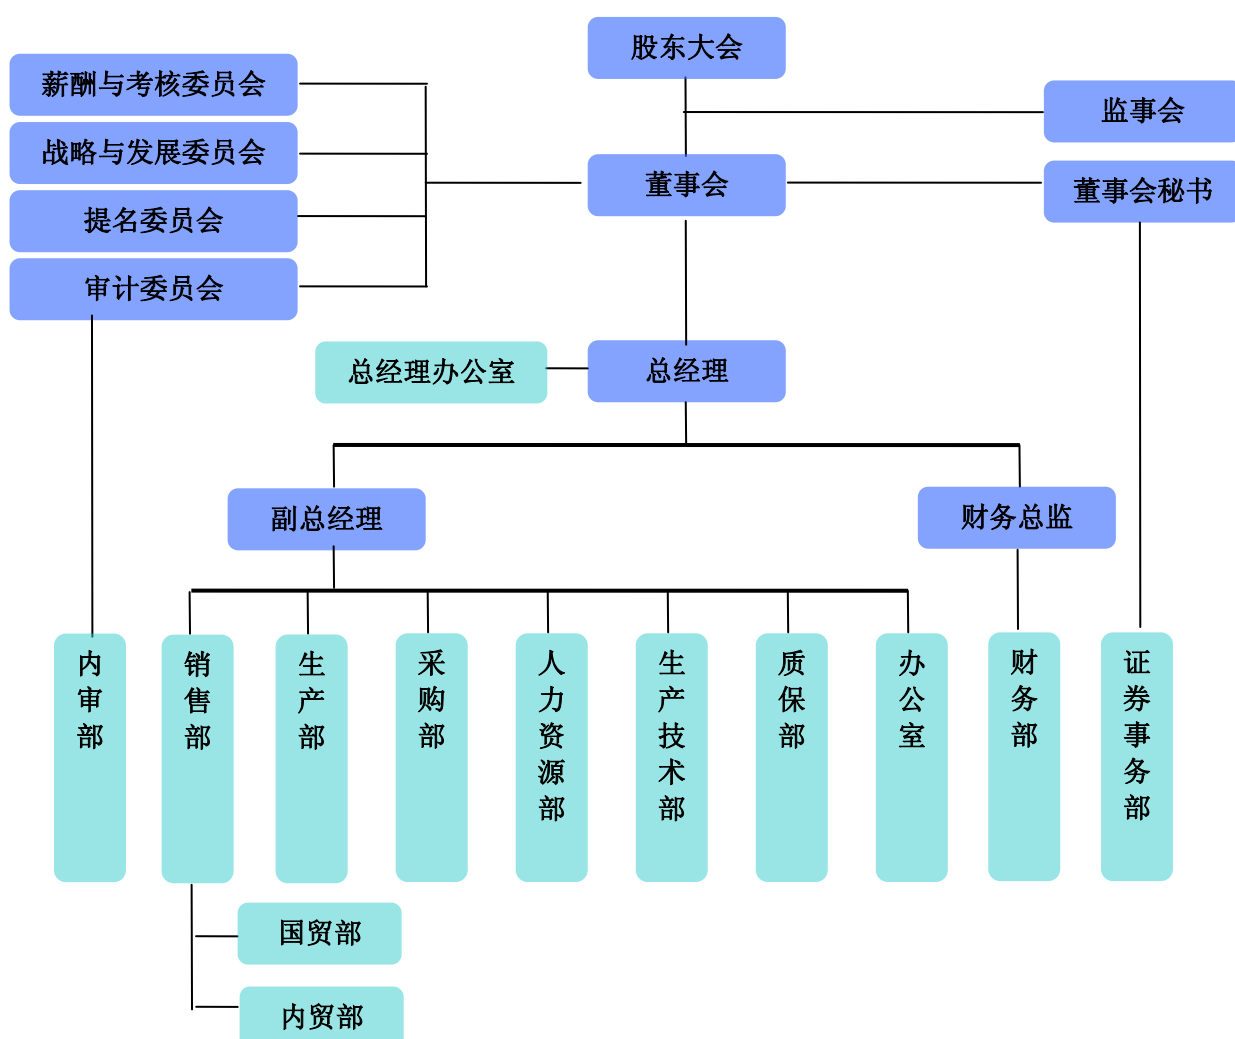 股东大会
薪酬与考核委员会
监事会
战略与发展委员会
董事会
董事会秘书
提名委员会
审计委员会
总经理办公室
总经理
副总经理
财务总监
内审部
销售部
生产部
采购部
人力资源部
生产技术部
质保部
办公室
财务部
证券事务部
国贸部
内贸部